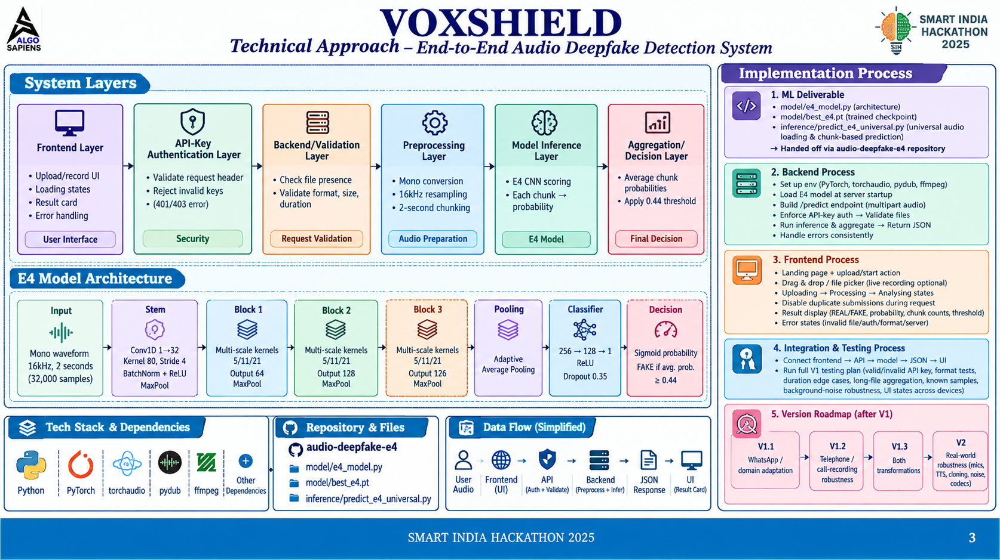 ALGO
SAPIENS
VOXSHIELD
Technical Approach – End-to-End Audio Deepfake Detection System
SIH
SMART INDIA
HACKATHON
2025
System Layers
Frontend Layer
• Upload/record UI
• Loading states
• Result card
• Error handling
User Interface
API-Key
Authentication Layer
• Validate request header
• Reject invalid keys
• (401/403 error)
Security
Backend/Validation
Layer
• Check file presence
• Validate format, size,
duration
Request Validation
Preprocessing
Layer
• Mono conversion
• 16kHz resampling
• 2-second chunking
Audio Preparation
Model Inference
Layer
• E4 CNN scoring
• Each chunk →
probability
E4 Model
Aggregation/
Decision Layer
• Average chunk
probabilities
• Apply 0.44 threshold
Final Decision
E4 Model Architecture
Input
Mono waveform
16kHz, 2 seconds
(32,000 samples)
Stem
Conv1D 1→32
Kernel 80, Stride 4
BatchNorm + ReLU
MaxPool
Block 1
Multi-scale kernels
5/11/21
Output 64
MaxPool
Block 2
Multi-scale kernels
5/11/21
Output 128
MaxPool
Block 3
Multi-scale kernels
5/11/21
Output 126
MaxPool
Pooling
Adaptive
Average Pooling
Classifier
256 → 128 → 1
ReLU
Dropout 0.35
Decision
Sigmoid probability
FAKE if avg. prob.
≥ 0.44
Tech Stack & Dependencies
Python
PyTorch
torchaudio
pydub
ffmpeg
Other
Dependencies
Repository & Files
audio-deepfake-e4
model/e4_model.py
model/best_e4.pt
inference/predict_e4_universal.py
Data Flow (Simplified)
User
Audio
Frontend
(UI)
API
(Auth + Validate)
Backend
(Preprocess + Infer)
JSON
Response
UI
(Result Card)
Implementation Process
1. ML Deliverable
• model/e4_model.py (architecture)
• model/best_e4.pt (trained checkpoint)
• inference/predict_e4_universal.py (universal audio
loading & chunk-based prediction)
→ Handed off via audio-deepfake-e4 repository
2. Backend Process
• Set up env (PyTorch, torchaudio, pydub, ffmpeg)
• Load E4 model at server startup
• Build /predict endpoint (multipart audio)
• Enforce API-key auth → Validate files
• Run inference & aggregate → Return JSON
• Handle errors consistently
3. Frontend Process
• Landing page + upload/start action
• Drag & drop / file picker (live recording optional)
• Uploading → Processing → Analysing states
• Disable duplicate submissions during request
• Result display (REAL/FAKE, probability, chunk counts, threshold)
• Error states (invalid file/auth/format/server)
4. Integration & Testing Process
• Connect frontend → API → model → JSON → UI
• Run full V1 testing plan (valid/invalid API key, format tests,
duration edge cases, long-file aggregation, known samples,
background-noise robustness, UI states across devices)
5. Version Roadmap (after V1)
V1.1
WhatsApp /
domain adaptation
V1.2
Telephone /
call-recording
robustness
V1.3
Both
transformations
V2
Real-world
robustness (mics,
TTS, cloning, noise,
codecs)
SMART INDIA HACKATHON 2025
3